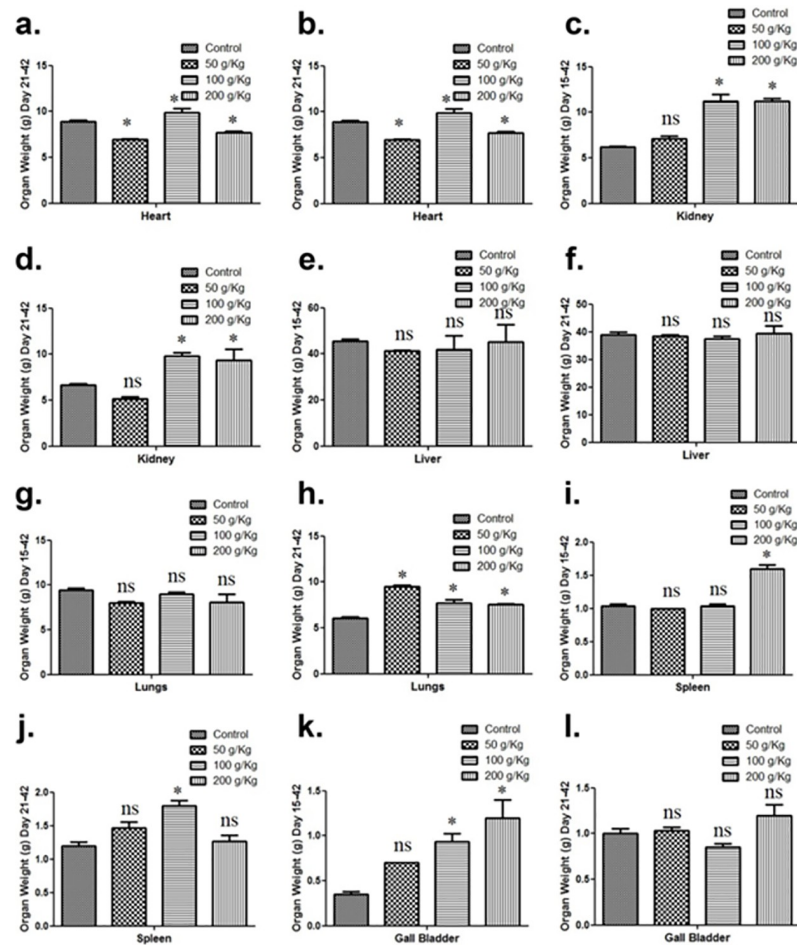 a.
Control
50 g/Kg
100 g/Kg
200 g/Kg
Organ Weight (g) Day 21-42
15
10
5
0
*
*
*
Heart
b.
Control
50 g/Kg
100 g/Kg
200 g/Kg
Organ Weight (g) Day 21-42
15
10
5
0
*
*
*
Heart
c.
Control
50 g/Kg
100 g/Kg
200 g/Kg
Organ Weight (g) Day 15-42
15
10
5
0
ns
*
*
Kidney
d.
Control
50 g/Kg
100 g/Kg
200 g/Kg
Organ Weight (g) Day 21-42
15
10
5
0
ns
*
*
Kidney
e.
Control
50 g/Kg
100 g/Kg
200 g/Kg
Organ Weight (g) Day 15-42
60
40
20
0
ns
ns
ns
Liver
f.
Control
50 g/Kg
100 g/Kg
200 g/Kg
Organ Weight (g) Day 21-42
50
40
30
20
10
0
ns
ns
ns
Liver
g.
Control
50 g/Kg
100 g/Kg
200 g/Kg
Organ Weight (g) Day 15-42
15
10
5
0
ns
ns
ns
Lungs
h.
Control
50 g/Kg
100 g/Kg
200 g/Kg
Organ Weight (g) Day 21-42
15
10
5
0
*
*
*
Lungs
i.
Control
50 g/Kg
100 g/Kg
200 g/Kg
Organ Weight (g) Day 15-42
2.0
1.5
1.0
0.5
0.0
ns
ns
*
Spleen
j.
Control
50 g/Kg
100 g/Kg
200 g/Kg
Organ Weight (g) Day 21-42
2.0
1.5
1.0
0.5
0.0
ns
*
ns
Spleen
k.
Control
50 g/Kg
100 g/Kg
200 g/Kg
Organ Weight (g) Day 15-42
1.5
1.0
0.5
0.0
ns
*
*
Gall Bladder
l.
Control
50 g/Kg
100 g/Kg
200 g/Kg
Organ Weight (g) Day 21-42
1.5
1.0
0.5
0.0
ns
ns
ns
Gall Bladder